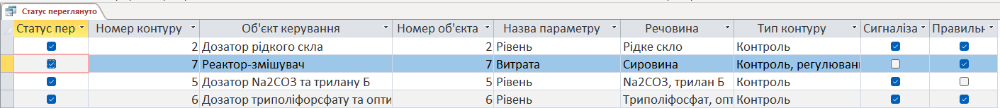 Статус переглянуто
Статус пер Номер контуру Об'єкт керування Номер об'єкта Назва параметру Речовина Тип контуру Сигналіза Правильн
2 Дозатор рідкого скла 2 Рівень Рідке скло Контроль
7 Реактор-змішувач 7 Витрата Сировина Контроль, регулюван
5 Дозатор Na2CO3 та трилану Б 5 Рівень Na2CO3, трилан Б Контроль
6 Дозатор триполіфорсфату та опти 6 Рівень Триполіфосфат, опт Контроль